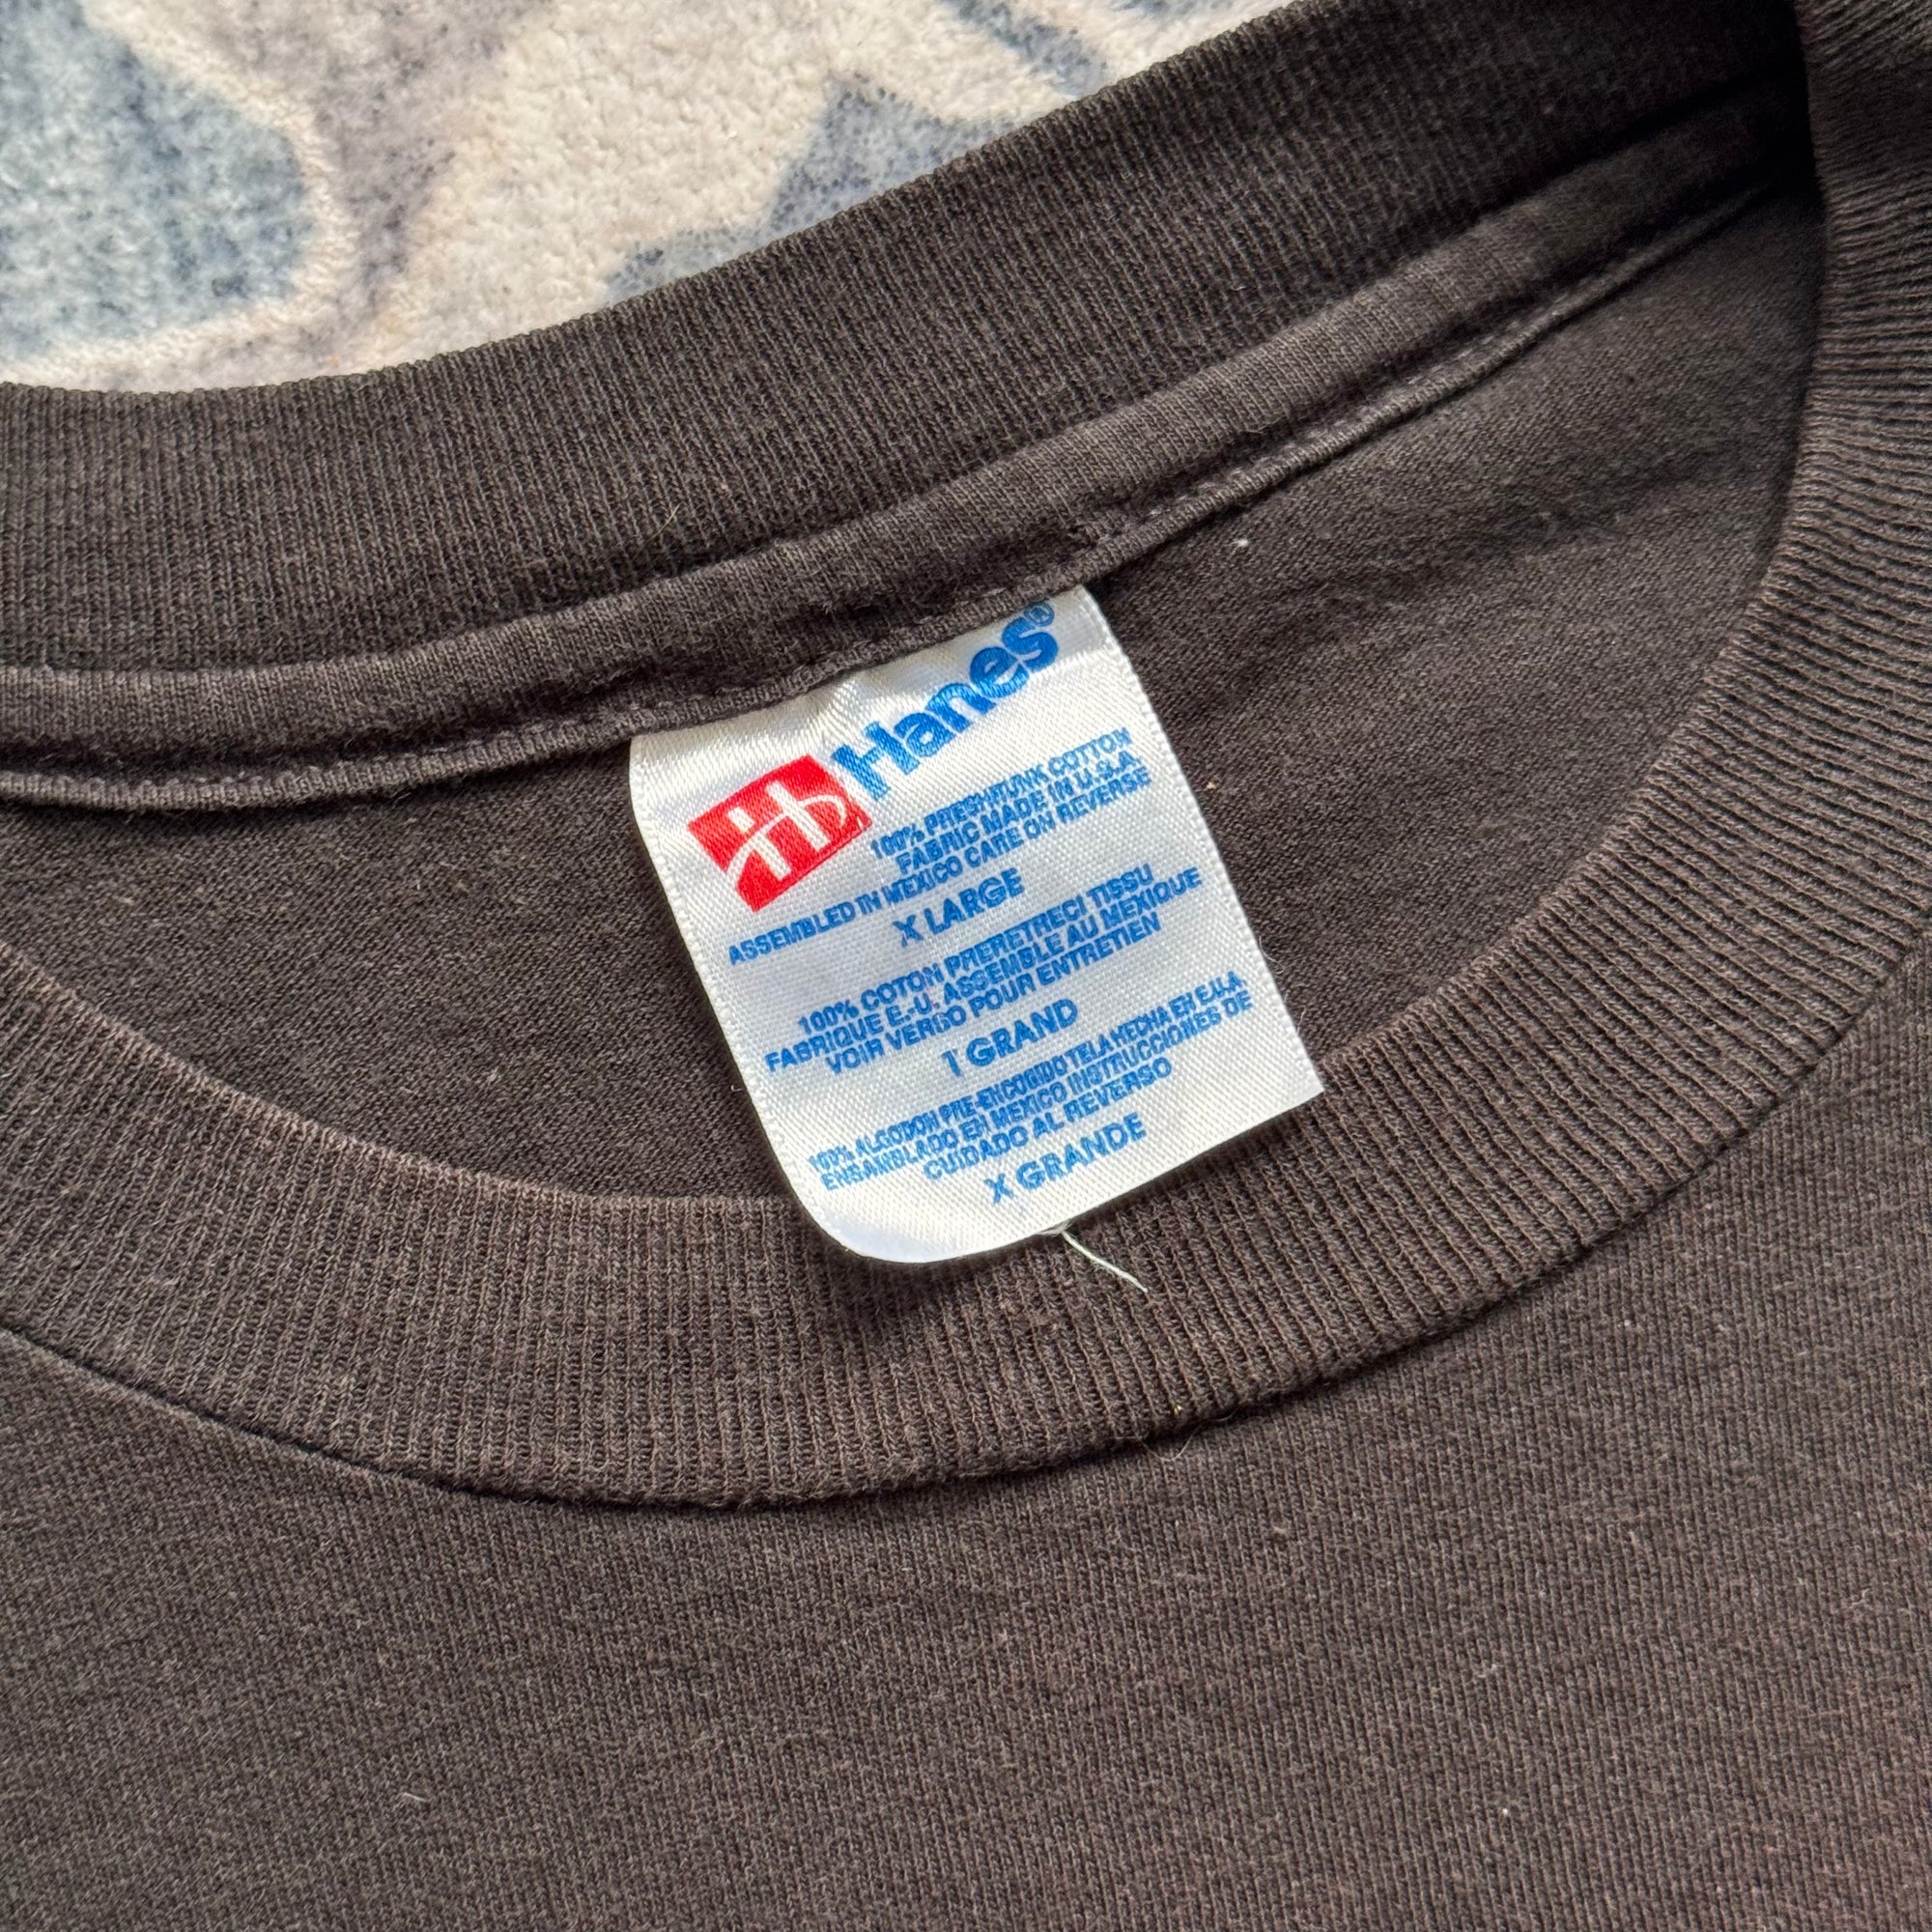 Hanes®
100% PRESHRUNK COTTON
FABRIC MADE IN U.S.A
ASSEMBLED IN MEXICO CARE ON REVERSE
X LARGE
100% COTON PRERETRECI TISSU
FABRIQUE E.-U. ASSEMBLE AU MEXIQUE
VOIR VERSO POUR ENTRETIEN
1 GRAND
100% ALGODON PRE-ENCOGIDO TELA HECHA EN E.U.A.
ENSAMBLADO EN MEXICO INSTRUCCIONES DE
CUIDADO AL REVERSO
X GRANDE